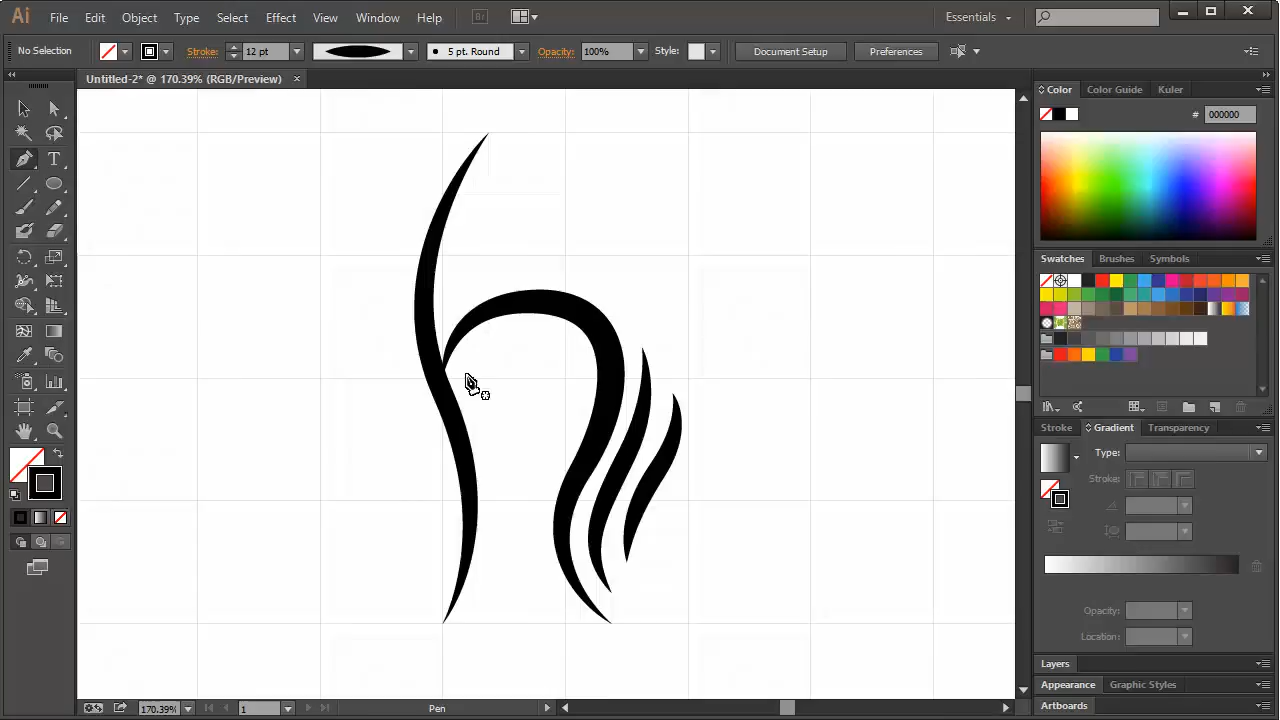 Ai File Edit Object Type Select Effect View Window Help Br Essentials
No Selection Stroke: 12 pt 5 pt. Round Opacity: 100% Style: Document Setup Preferences
Untitled-2* @ 170.39% (RGB/Preview) ×
Color Color Guide Kuler
# 000000
T
Swatches Brushes Symbols
Stroke Gradient Transparency
Type:
Stroke:
Opacity:
Location:
Layers
Appearance Graphic Styles
Artboards
170.39% 1 Pen
h